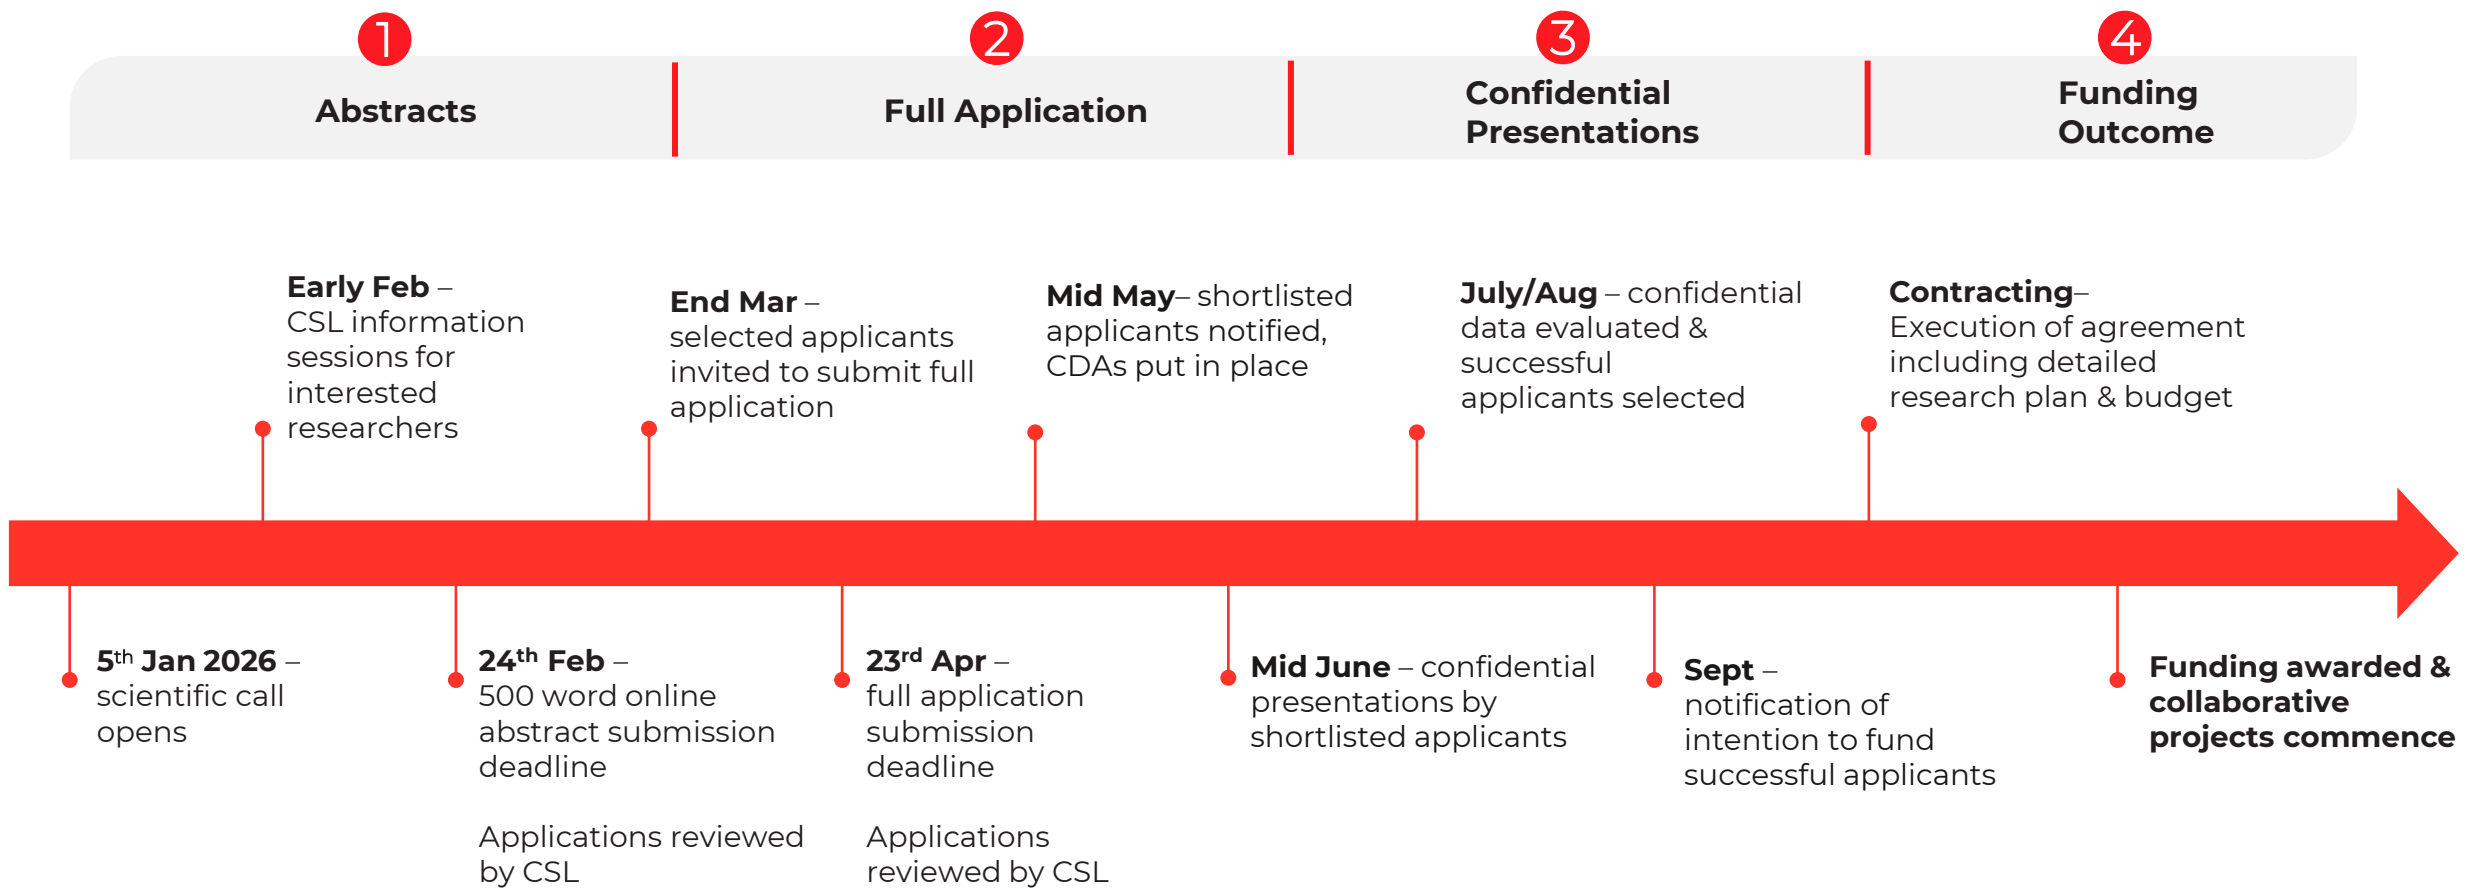 1
Abstracts
2
Full Application
3
Confidential
Presentations
4
Funding
Outcome
Early Feb –
CSL information
sessions for
interested
researchers
End Mar –
selected applicants
invited to submit full
application
Mid May– shortlisted
applicants notified,
CDAs put in place
July/Aug – confidential
data evaluated &
successful
applicants selected
Contracting–
Execution of agreement
including detailed
research plan & budget
5th Jan 2026 –
scientific call
opens
24th Feb –
500 word online
abstract submission
deadline
Applications reviewed
by CSL
23rd Apr –
full application
submission
deadline
Applications
reviewed by CSL
Mid June – confidential
presentations by
shortlisted applicants
Sept –
notification of
intention to fund
successful applicants
Funding awarded &
collaborative
projects commence